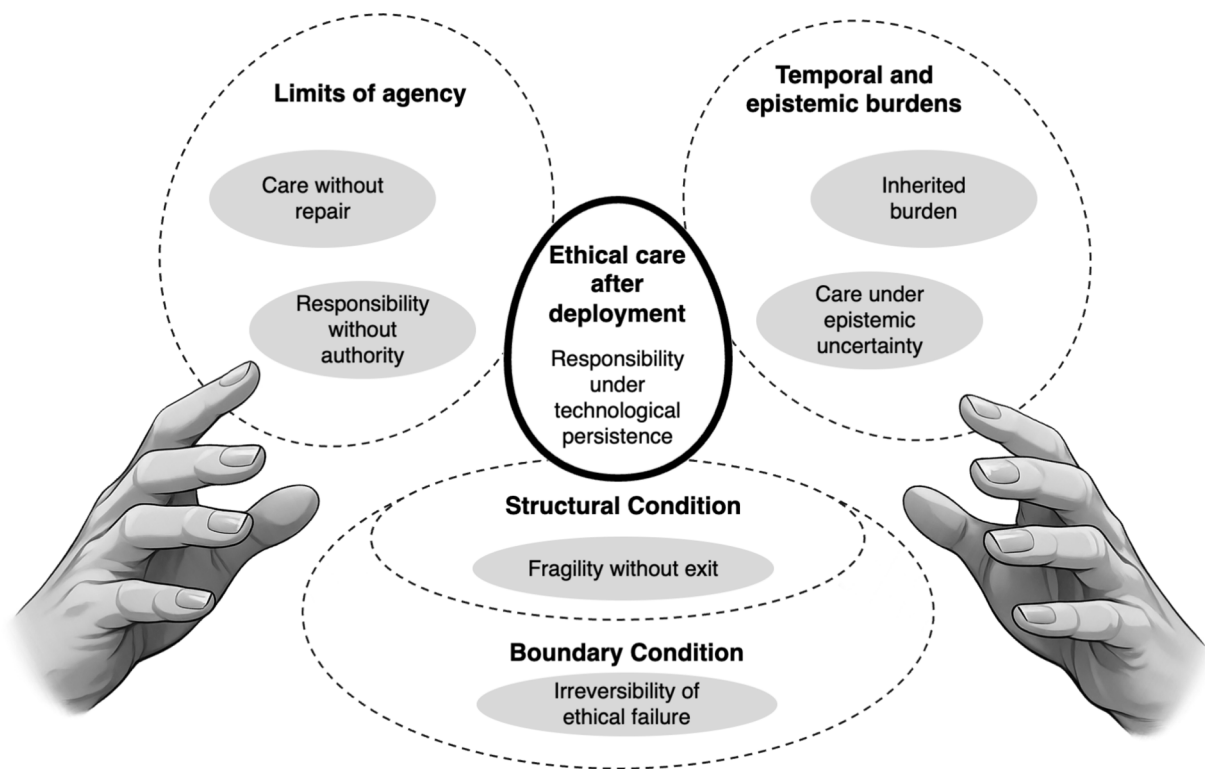 Limits of agency
Care without
repair
Responsibility
without
authority
Temporal and
epistemic burdens
Inherited
burden
Care under
epistemic
uncertainty
Ethical care
after
deployment
Responsibility
under
technological
persistence
Structural Condition
Fragility without exit
Boundary Condition
Irreversibility of
ethical failure